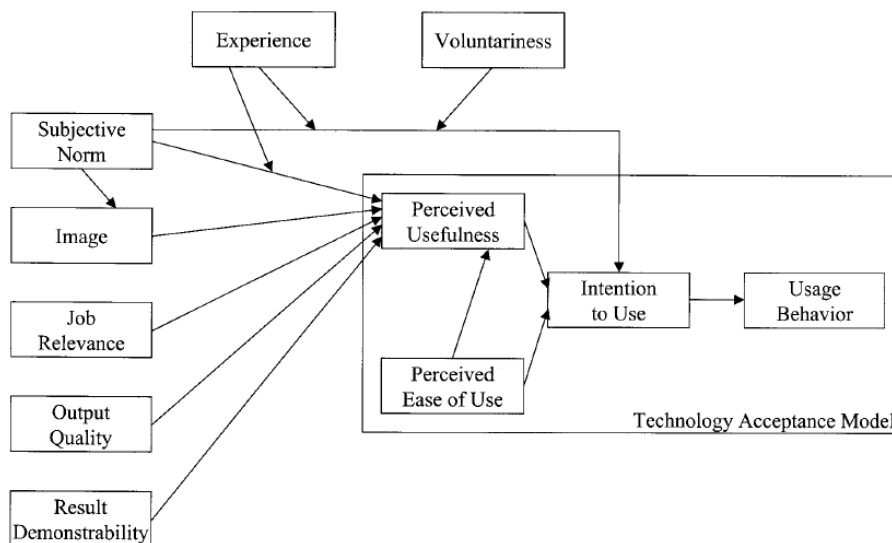 Experience
Voluntariness
Subjective
Norm
Image
Perceived
Usefulness
Intention
to Use
Usage
Behavior
Job
Relevance
Perceived
Ease of Use
Output
Quality
Technology Acceptance Model
Result
Demonstrability